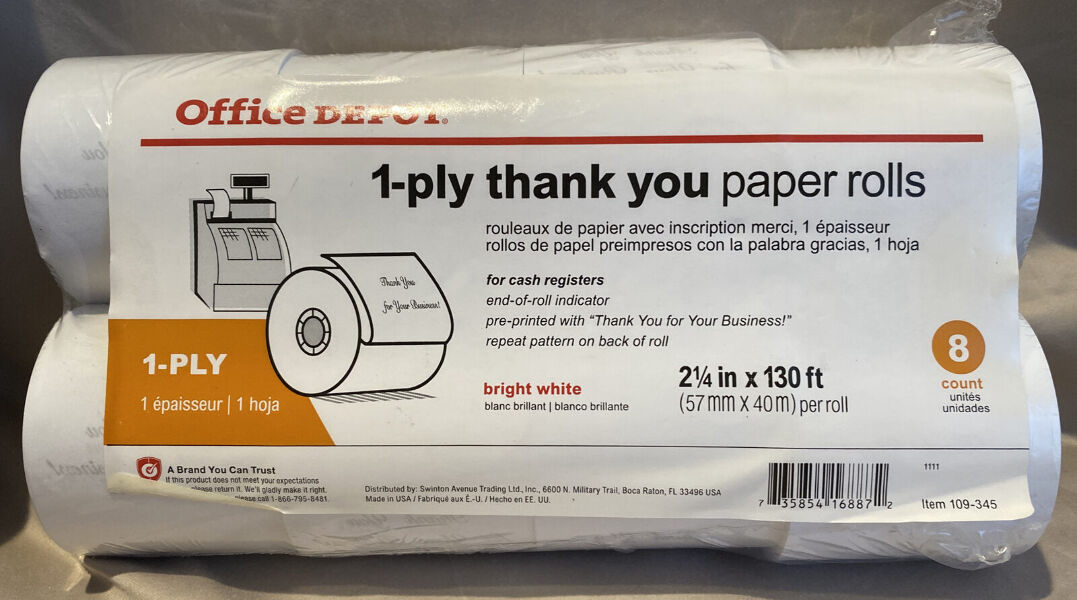 Office DEPOT.
1-ply thank you paper rolls
rouleaux de papier avec inscription merci, 1 épaisseur
rollos de papel preimpresos con la palabra gracias, 1 hoja
Thank You
for Your Business!
for cash registers
end-of-roll indicator
pre-printed with “Thank You for Your Business!”
repeat pattern on back of roll
1-PLY
1 épaisseur | 1 hoja
bright white
blanc brillant | blanco brillante
2¼ in x 130 ft
(57 mm X 40 m) per roll
8
count
unités
unidades
A Brand You Can Trust
If this product does not meet your expectations
please return it. We'll gladly make it right.
please call 1-866-795-8481.
Distributed by: Swinton Avenue Trading Ltd., Inc., 6600 N. Military Trail, Boca Raton, FL 33496 USA
Made in USA / Fabriqué aux É.-U. / Hecho en EE. UU.
7 35854 16887 2
1111
Item 109-345